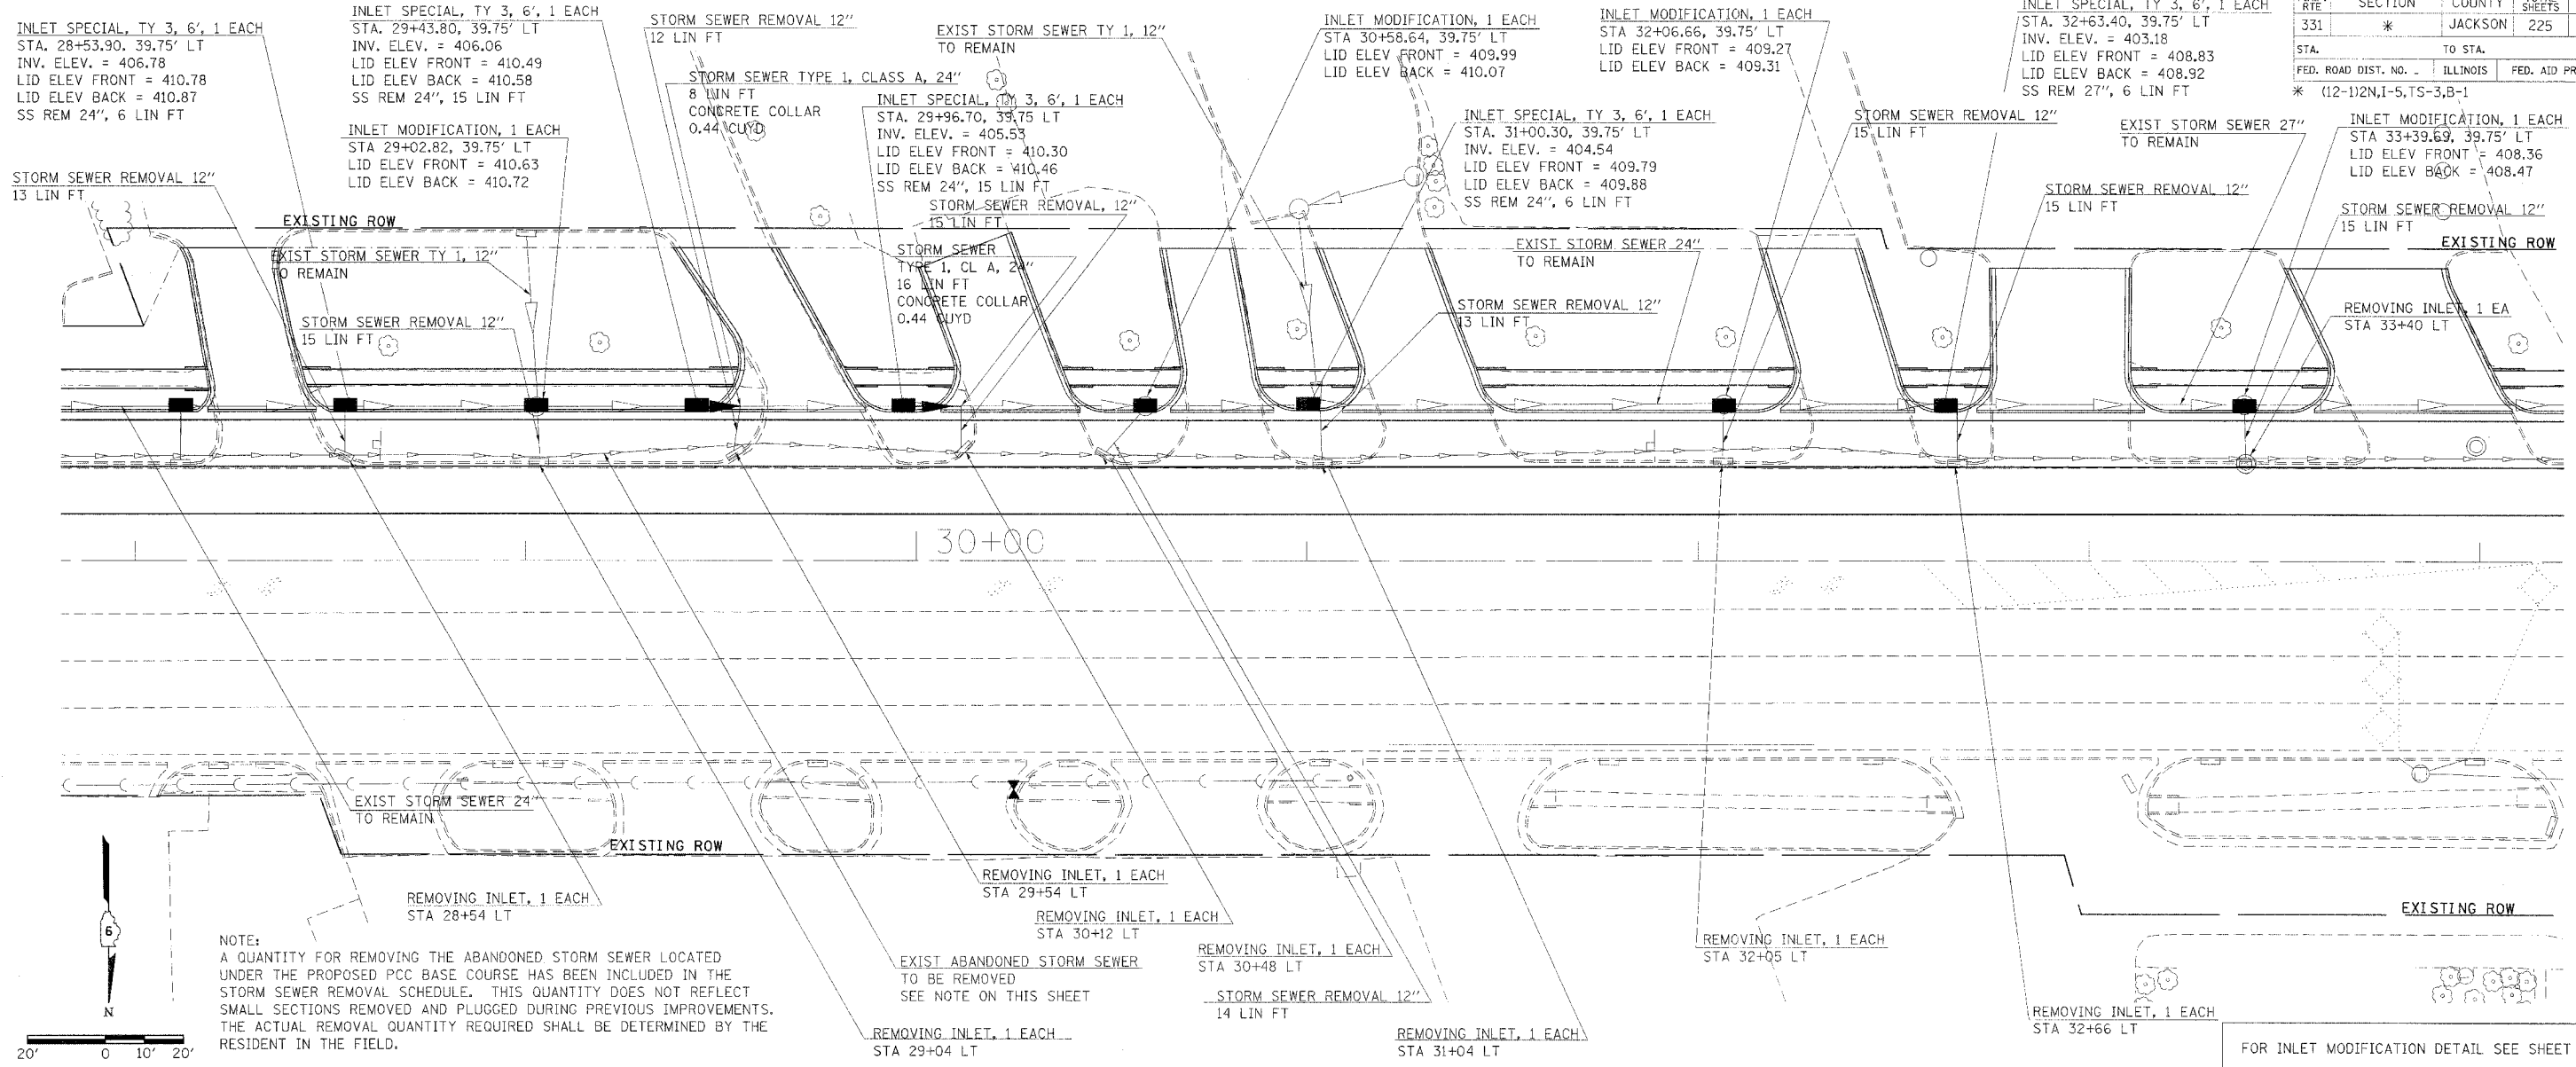 INLET SPECIAL, TY 3, 6', 1 EACH
STA. 28+53.90, 39.75' LT
INV. ELEV. = 406.78
LID ELEV FRONT = 410.78
LID ELEV BACK = 410.87
SS REM 24", 6 LIN FT
INLET SPECIAL, TY 3, 6', 1 EACH
STA. 29+43.80, 39.75' LT
INV. ELEV. = 406.06
LID ELEV FRONT = 410.49
LID ELEV BACK = 410.58
SS REM 24", 15 LIN FT
INLET MODIFICATION, 1 EACH
STA 29+02.82, 39.75' LT
LID ELEV FRONT = 410.63
LID ELEV BACK = 410.72
STORM SEWER REMOVAL 12"
13 LIN FT
STORM SEWER REMOVAL 12"
12 LIN FT
STORM SEWER TYPE 1, CLASS A, 24"
8 LIN FT
CONCRETE COLLAR
0.44 CUYD
EXIST STORM SEWER TY 1, 12"
TO REMAIN
INLET SPECIAL, TY 3, 6', 1 EACH
STA. 29+96.70, 39.75 LT
INV. ELEV. = 405.53
LID ELEV FRONT = 410.30
LID ELEV BACK = 410.46
SS REM 24", 15 LIN FT
STORM SEWER REMOVAL, 12"
15 LIN FT
STORM SEWER
TYPE 1, CL A, 24"
16 LIN FT
CONCRETE COLLAR
0.44 CUYD
INLET MODIFICATION, 1 EACH
STA 30+58.64, 39.75' LT
LID ELEV FRONT = 409.99
LID ELEV BACK = 410.07
INLET SPECIAL, TY 3, 6', 1 EACH
STA. 31+00.30, 39.75' LT
INV. ELEV. = 404.54
LID ELEV FRONT = 409.79
LID ELEV BACK = 409.88
SS REM 24", 6 LIN FT
INLET MODIFICATION, 1 EACH
STA 32+06.66, 39.75' LT
LID ELEV FRONT = 409.27
LID ELEV BACK = 409.31
STORM SEWER REMOVAL 12"
15 LIN FT
INLET SPECIAL, TY 3, 6', 1 EACH
STA. 32+63.40, 39.75' LT
INV. ELEV. = 403.18
LID ELEV FRONT = 408.83
LID ELEV BACK = 408.92
SS REM 27", 6 LIN FT
RTE SECTION COUNTY SHEETS
331 * JACKSON 225
STA. TO STA.
FED. ROAD DIST. NO. _ ILLINOIS FED. AID
* (12-1)2N,I-5,TS-3,B-1
EXIST STORM SEWER 27"
TO REMAIN
INLET MODIFICATION, 1 EACH
STA 33+39.69, 39.75' LT
LID ELEV FRONT = 408.36
LID ELEV BACK = 408.47
STORM SEWER REMOVAL 12"
15 LIN FT
STORM SEWER REMOVAL 12"
15 LIN FT
EXISTING ROW
EXISTING ROW
EXIST STORM SEWER TY 1, 12"
TO REMAIN
STORM SEWER REMOVAL 12"
15 LIN FT
EXIST STORM SEWER 24"
TO REMAIN
STORM SEWER REMOVAL 12"
13 LIN FT
REMOVING INLET, 1 EA
STA 33+40 LT
30+00
EXIST STORM SEWER 24"
TO REMAIN
EXISTING ROW
REMOVING INLET, 1 EACH
STA 28+54 LT
REMOVING INLET, 1 EACH
STA 29+54 LT
REMOVING INLET, 1 EACH
STA 30+12 LT
EXISTING ROW
REMOVING INLET, 1 EACH
STA 30+48 LT
REMOVING INLET, 1 EACH
STA 32+05 LT
EXIST ABANDONED STORM SEWER
TO BE REMOVED
SEE NOTE ON THIS SHEET
STORM SEWER REMOVAL 12"
14 LIN FT
REMOVING INLET, 1 EACH
STA 29+04 LT
REMOVING INLET, 1 EACH
STA 31+04 LT
REMOVING INLET, 1 EACH
STA 32+66 LT
6
N
20' 0 10' 20'
NOTE:
A QUANTITY FOR REMOVING THE ABANDONED STORM SEWER LOCATED
UNDER THE PROPOSED PCC BASE COURSE HAS BEEN INCLUDED IN THE
STORM SEWER REMOVAL SCHEDULE. THIS QUANTITY DOES NOT REFLECT
SMALL SECTIONS REMOVED AND PLUGGED DURING PREVIOUS IMPROVEMENTS.
THE ACTUAL REMOVAL QUANTITY REQUIRED SHALL BE DETERMINED BY THE
RESIDENT IN THE FIELD.
FOR INLET MODIFICATION DETAIL SEE SHEET